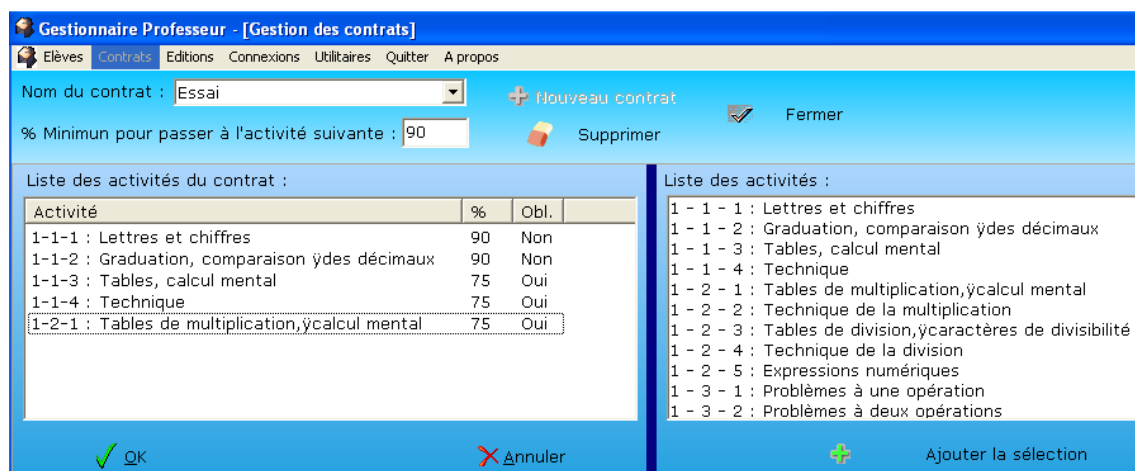 Gestionnaire Professeur - [Gestion des contrats]
Elèves Contrats Editions Connexions Utilitaires Quitter A propos
Nom du contrat : Essai
Nouveau contrat
Fermer
% Minimun pour passer à l'activité suivante : 90
Supprimer
Liste des activités du contrat :
Activité % Obl.
1-1-1 : Lettres et chiffres 90 Non
1-1-2 : Graduation, comparaison ÿdes décimaux 90 Non
1-1-3 : Tables, calcul mental 75 Oui
1-1-4 : Technique 75 Oui
1-2-1 : Tables de multiplication,ÿcalcul mental 75 Oui
OK
Annuler
Liste des activités :
1 - 1 - 1 : Lettres et chiffres
1 - 1 - 2 : Graduation, comparaison ÿdes décimaux
1 - 1 - 3 : Tables, calcul mental
1 - 1 - 4 : Technique
1 - 2 - 1 : Tables de multiplication,ÿcalcul mental
1 - 2 - 2 : Technique de la multiplication
1 - 2 - 3 : Tables de division,ÿcaractères de divisibilité
1 - 2 - 4 : Technique de la division
1 - 2 - 5 : Expressions numériques
1 - 3 - 1 : Problèmes à une opération
1 - 3 - 2 : Problèmes à deux opérations
Ajouter la sélection